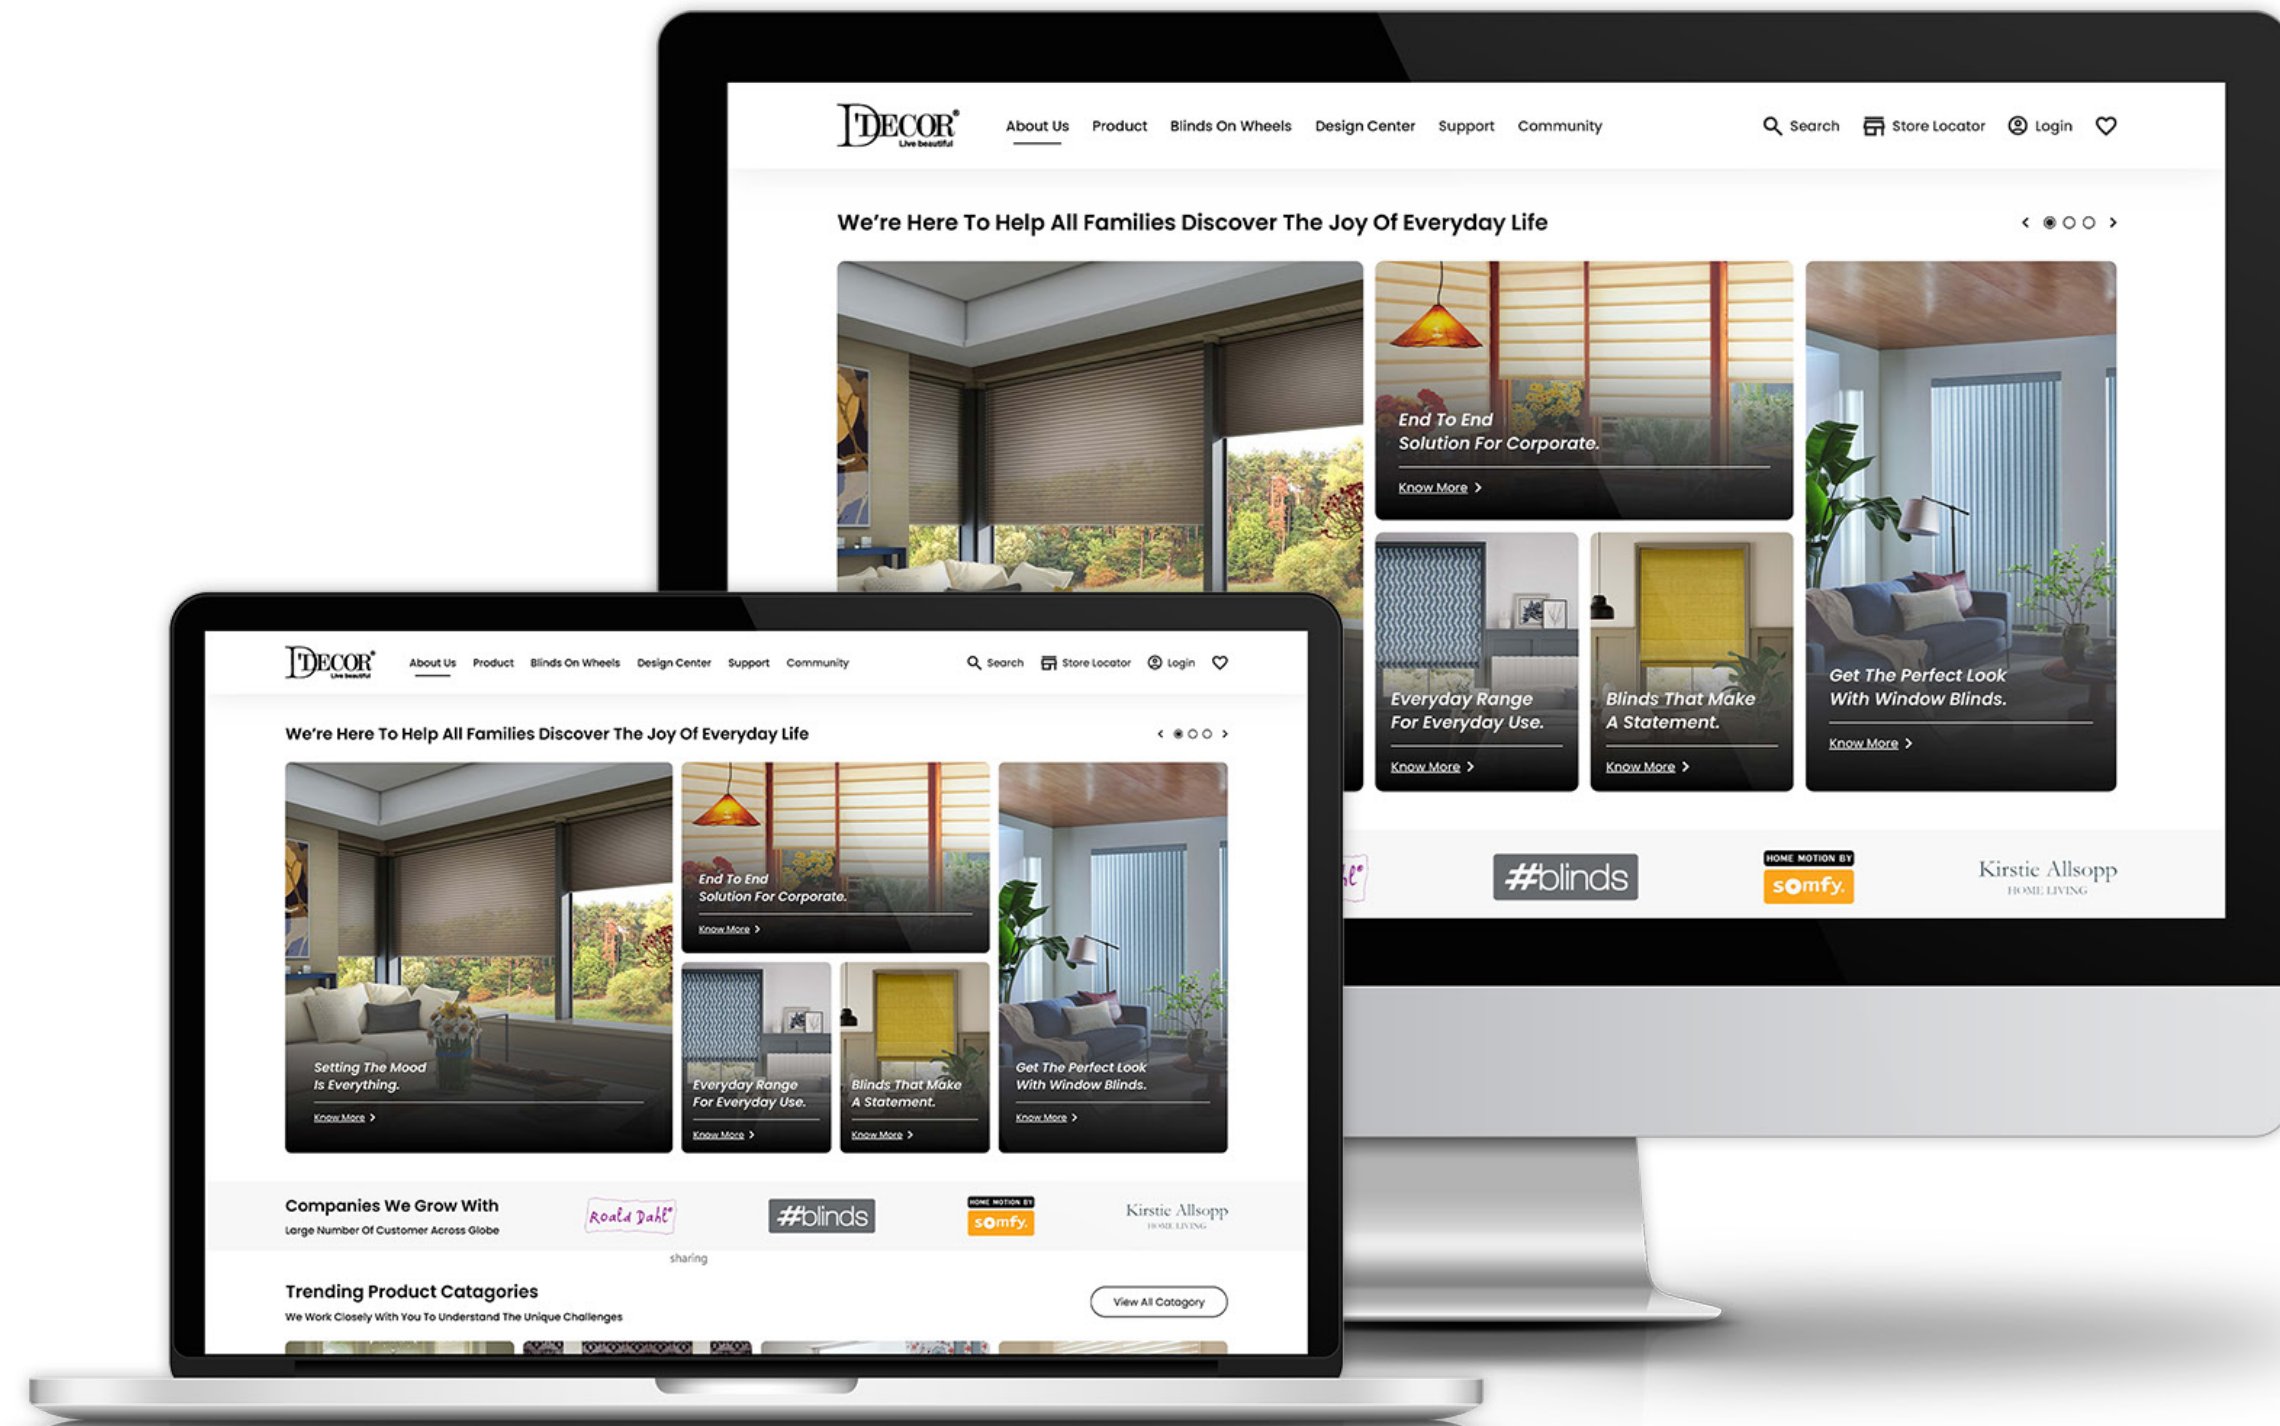 D'DECOR®
Live beautiful
About Us Product Blinds On Wheels Design Center Support Community
Search Store Locator Login
We're Here To Help All Families Discover The Joy Of Everyday Life
End To End
Solution For Corporate.
Know More
Everyday Range
For Everyday Use.
Know More
Blinds That Make
A Statement.
Know More
Get The Perfect Look
With Window Blinds.
Know More
hl®
#blinds
HOME MOTION BY
somfy.
Kirstie Allsopp
HOME LIVING
D'DECOR®
Live beautiful
About Us Product Blinds On Wheels Design Center Support Community
Search Store Locator Login
We're Here To Help All Families Discover The Joy Of Everyday Life
Setting The Mood
Is Everything.
Know More
End To End
Solution For Corporate.
Know More
Everyday Range
For Everyday Use.
Know More
Blinds That Make
A Statement.
Know More
Get The Perfect Look
With Window Blinds.
Know More
Companies We Grow With
Large Number Of Customer Across Globe
Roald Dahl®
#blinds
HOME MOTION BY
somfy.
Kirstie Allsopp
HOME LIVING
sharing
Trending Product Catagories
We Work Closely With You To Understand The Unique Challenges
View All Catagory